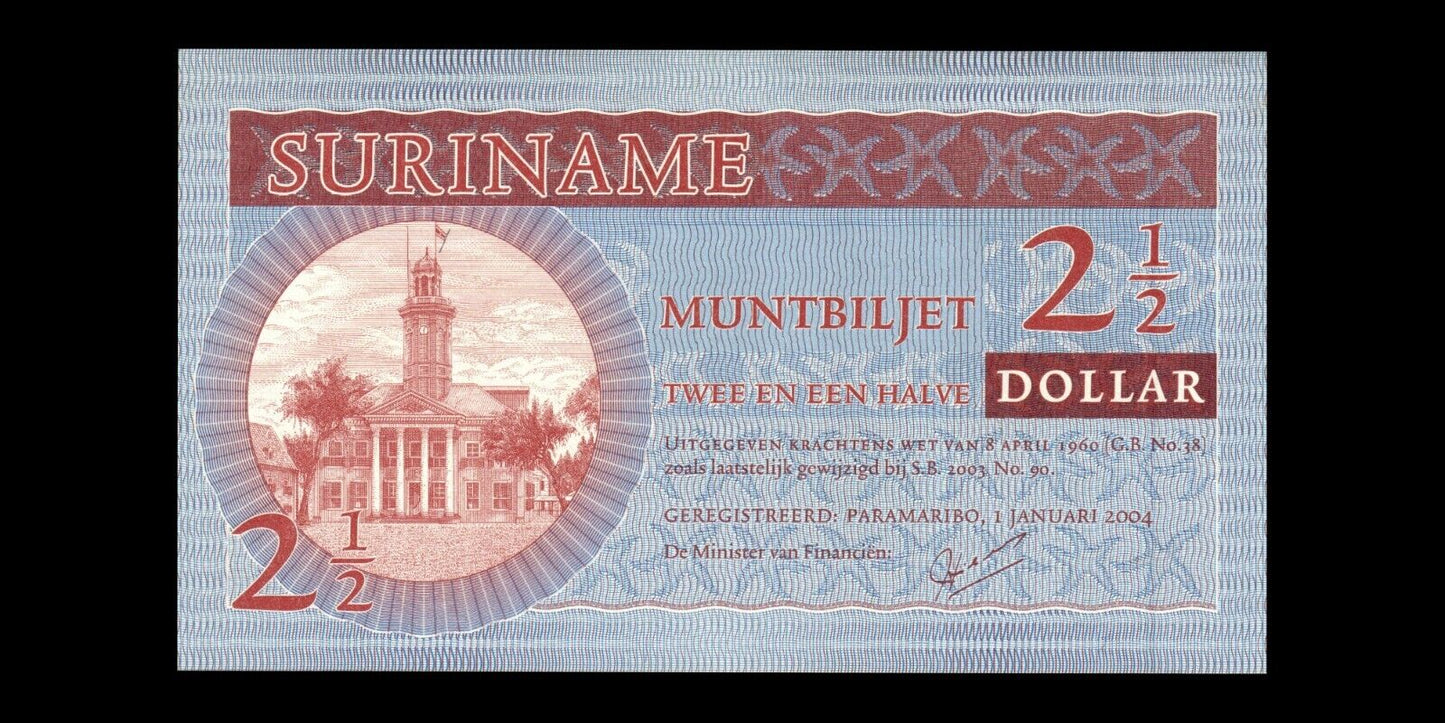 SURINAME
2 1/2
MUNTBILJET
TWEE EN EEN HALVE
DOLLAR
UITGEGEVEN KRACHTENS WET VAN 8 APRIL 1960 (G.B. No. 38)
zoals laatstelijk gewijzigd bij S.B. 2003 No. 90.
GEREGISTREERD: PARAMARIBO, 1 JANUARI 2004
De Minister van Financiën:
2 1/2